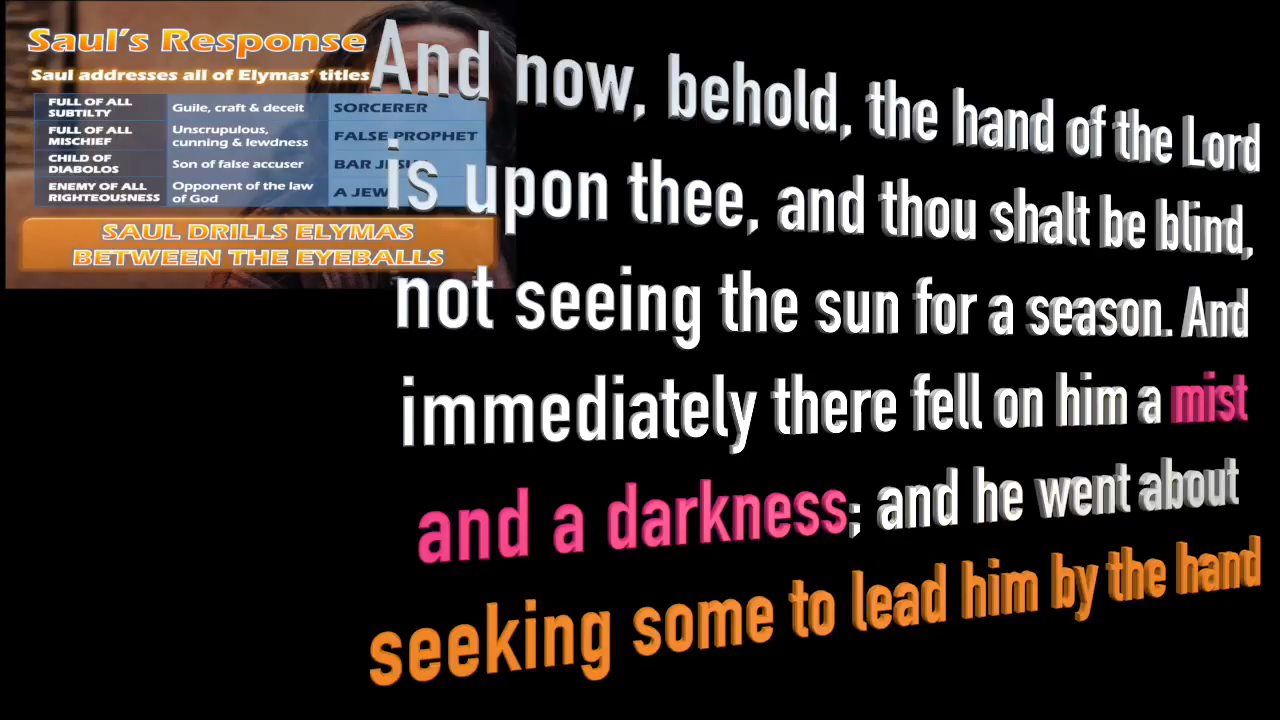 Saul's Response
Saul addresses all of Elymas' titles
FULL OF ALL SUBTILTY Guile, craft & deceit SORCERER
FULL OF ALL MISCHIEF Unscrupulous, cunning & lewdness FALSE PROPHET
CHILD OF DIABOLOS Son of false accuser BAR JESUS
ENEMY OF ALL RIGHTEOUSNESS Opponent of the law of God A JEW
SAUL DRILLS ELYMAS
BETWEEN THE EYEBALLS
And now, behold, the hand of the Lord
is upon thee, and thou shalt be blind,
not seeing the sun for a season. And
immediately there fell on him a mist
and a darkness; and he went about
seeking some to lead him by the hand